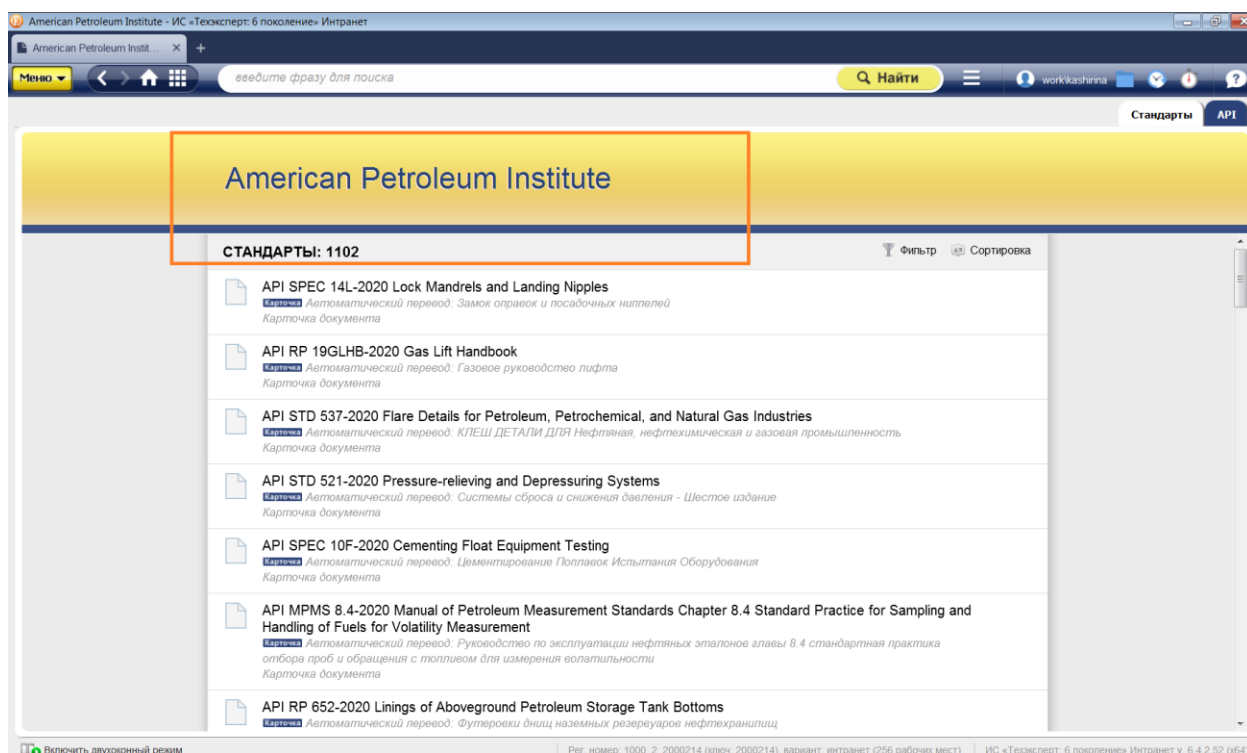 American Petroleum Institute - ИС «Техэксперт: 6 поколение» Интранет
American Petroleum Instit... × +
Меню введите фразу для поиска Найти work\kashirina
Стандарты API
American Petroleum Institute
СТАНДАРТЫ: 1102 Фильтр Сортировка
API SPEC 14L-2020 Lock Mandrels and Landing Nipples
Карточка Автоматический перевод: Замок оправок и посадочных ниппелей
Карточка документа
API RP 19GLHB-2020 Gas Lift Handbook
Карточка Автоматический перевод: Газовое руководство лифта
Карточка документа
API STD 537-2020 Flare Details for Petroleum, Petrochemical, and Natural Gas Industries
Карточка Автоматический перевод: КЛЕШ ДЕТАЛИ ДЛЯ Нефтяная, нефтехимическая и газовая промышленность
Карточка документа
API STD 521-2020 Pressure-relieving and Depressuring Systems
Карточка Автоматический перевод: Системы сброса и снижения давления - Шестое издание
Карточка документа
API SPEC 10F-2020 Cementing Float Equipment Testing
Карточка Автоматический перевод: Цементирование Поплавок Испытания Оборудования
Карточка документа
API MPMS 8.4-2020 Manual of Petroleum Measurement Standards Chapter 8.4 Standard Practice for Sampling and
Handling of Fuels for Volatility Measurement
Карточка Автоматический перевод: Руководство по эксплуатации нефтяных эталонов главы 8.4 стандартная практика
отбора проб и обращения с топливом для измерения волатильности
Карточка документа
API RP 652-2020 Linings of Aboveground Petroleum Storage Tank Bottoms
Карточка Автоматический перевод: Футеровки днищ наземных резервуаров нефтехранилищ
Включить двухоконный режим Рег. номер: 1000_2_2000214 (ключ: 2000214), вариант: интранет (256 рабочих мест) ИС «Техэксперт: 6 поколение» Интранет v. 6.4.2.52 (x64)